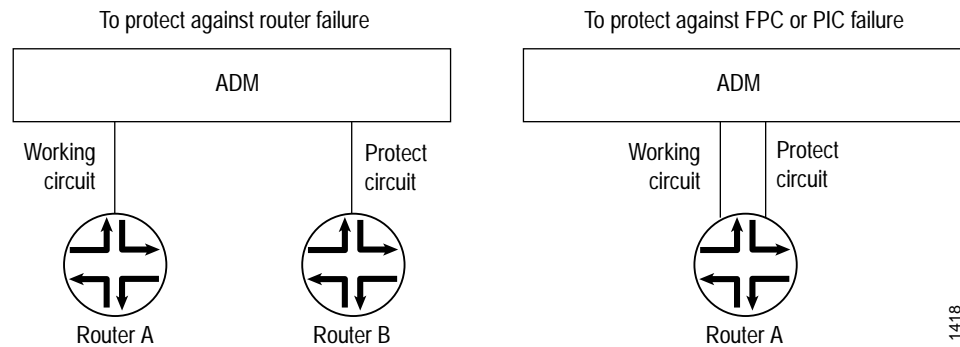 To protect against router failure
ADM
Working
circuit
Protect
circuit
Router A
Router B
To protect against FPC or PIC failure
ADM
Working
circuit
Protect
circuit
Router A
1418